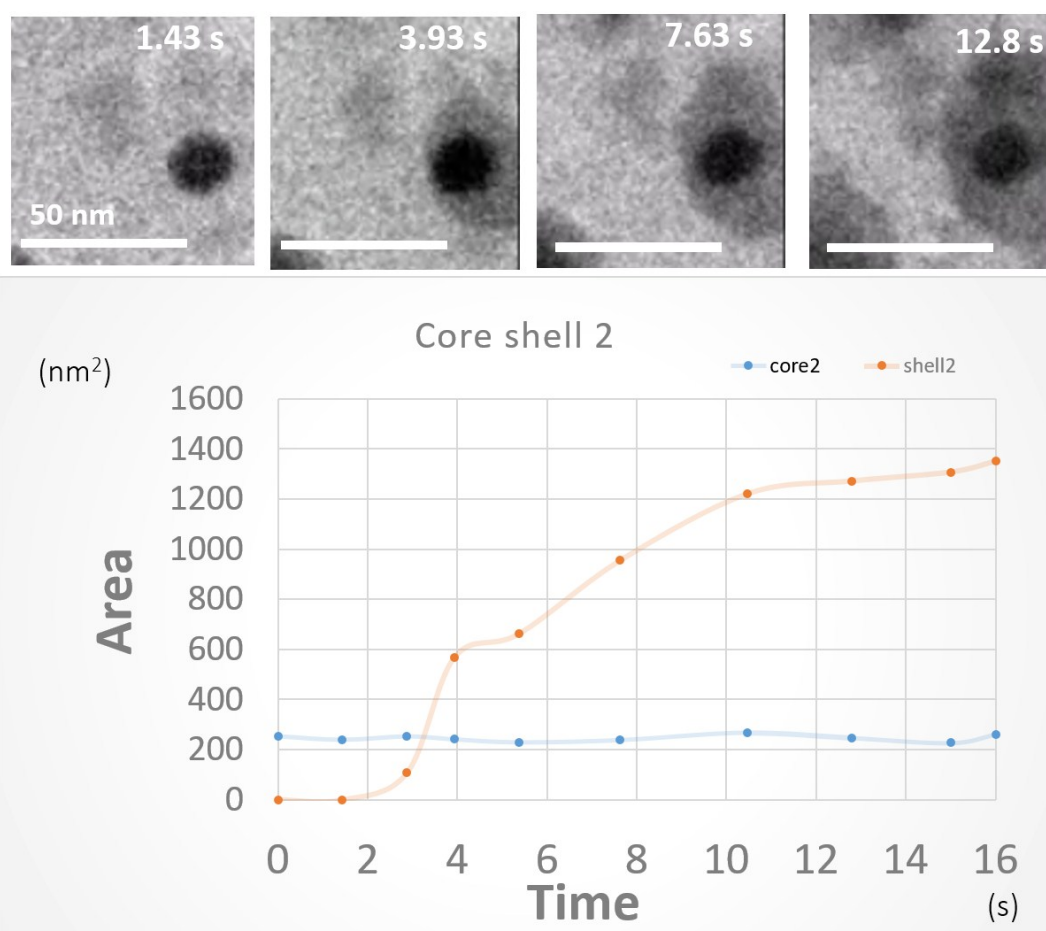 1.43 s
3.93 s
7.63 s
12.8 s
50 nm
Core shell 2
(nm²)
core2
shell2
1600
1400
1200
1000
800
600
400
200
0
Area
0 2 4 6 8 10 12 14 16
Time
(s)